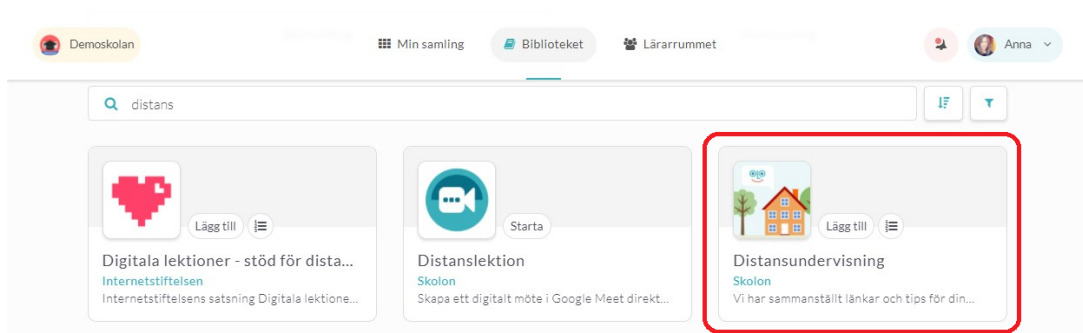 Demoskolan
Min samling
Biblioteket
Lärarrummet
Anna
distans
Lägg till
Digitala lektioner - stöd för dista...
Internetstiftelsen
Internetstiftelsens satsning Digitala lektione...
Starta
Distanslektion
Skolon
Skapa ett digitalt möte i Google Meet direkt...
Lägg till
Distansundervisning
Skolon
Vi har sammanställt länkar och tips för din...